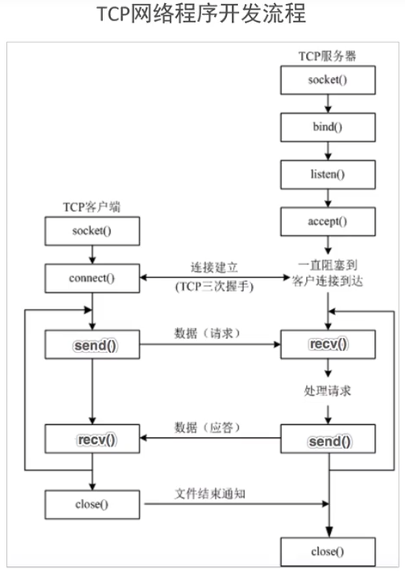 TCP网络程序开发流程
TCP服务器
socket()
bind()
listen()
accept()
TCP客户端
socket()
connect()
连接建立
(TCP三次握手)
一直阻塞到
客户连接到达
send()
数据（请求）
recv()
处理请求
recv()
数据（应答）
send()
close()
文件结束通知
close()